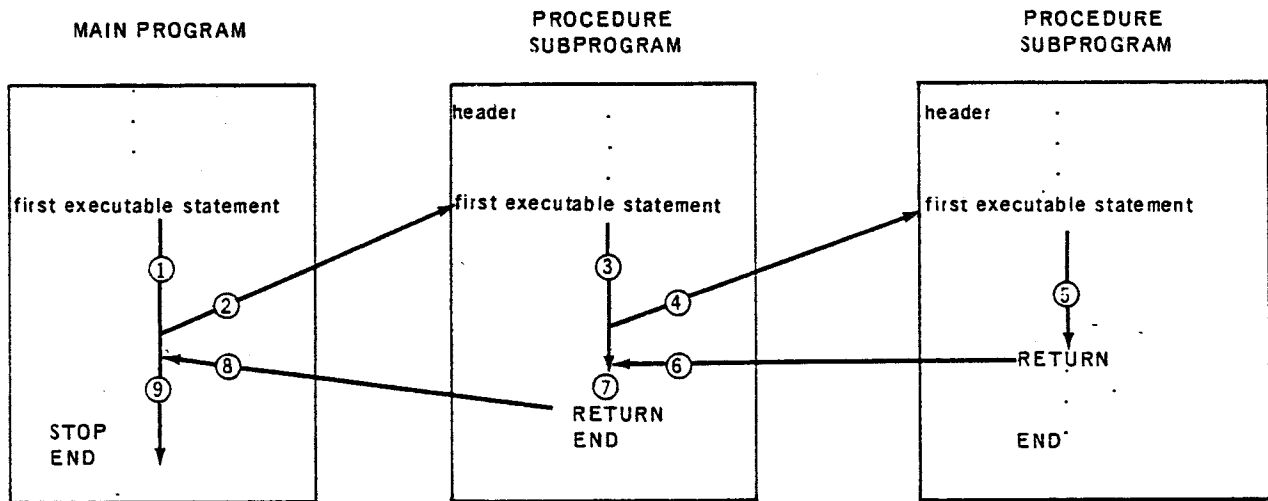 MAIN PROGRAM
PROCEDURE
SUBPROGRAM
PROCEDURE
SUBPROGRAM
first executable statement
1
2
8
9
STOP
END
header
first executable statement
3
4
6
7
RETURN
END
header
first executable statement
5
RETURN
END